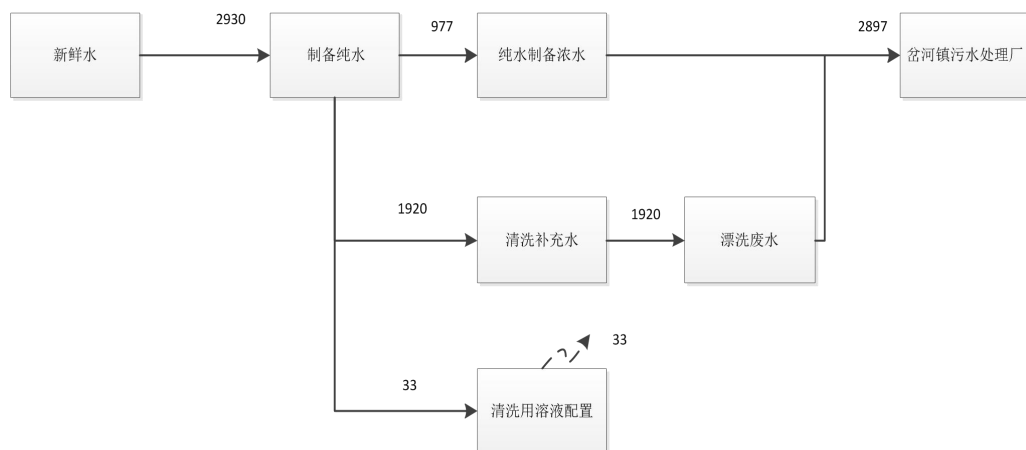 2930
977
2897
新鲜水
制备纯水
纯水制备浓水
岔河镇污水处理厂
1920
1920
清洗补充水
漂洗废水
33
33
清洗用溶液配置